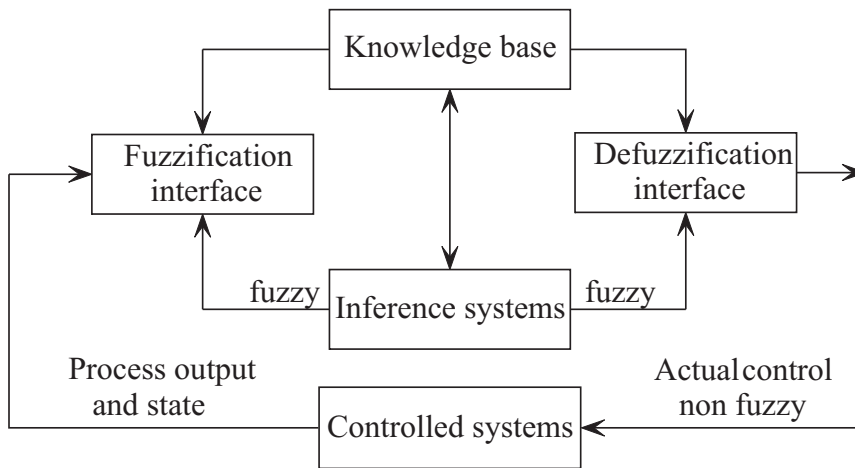 Knowledge base
Fuzzification
interface
Defuzzification
interface
fuzzy
Inference systems
fuzzy
Process output
and state
Controlled systems
Actual control
non fuzzy